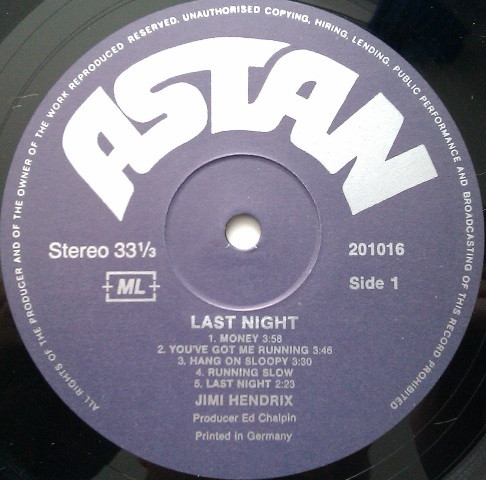 ALL RIGHTS OF THE PRODUCER AND OF THE OWNER OF THE WORK REPRODUCED RESERVED. UNAUTHORISED COPYING, HIRING, LENDING, PUBLIC PERFORMANCE AND BROADCASTING OF THIS RECORD PROHIBITED
ASTAN
Stereo 33⅓
201016
ML
Side 1
LAST NIGHT
1. MONEY 3:58
2. YOU'VE GOT ME RUNNING 3:46
3. HANG ON SLOOPY 3:30
4. RUNNING SLOW
5. LAST NIGHT 2:23
JIMI HENDRIX
Producer Ed Chalpin
Printed in Germany